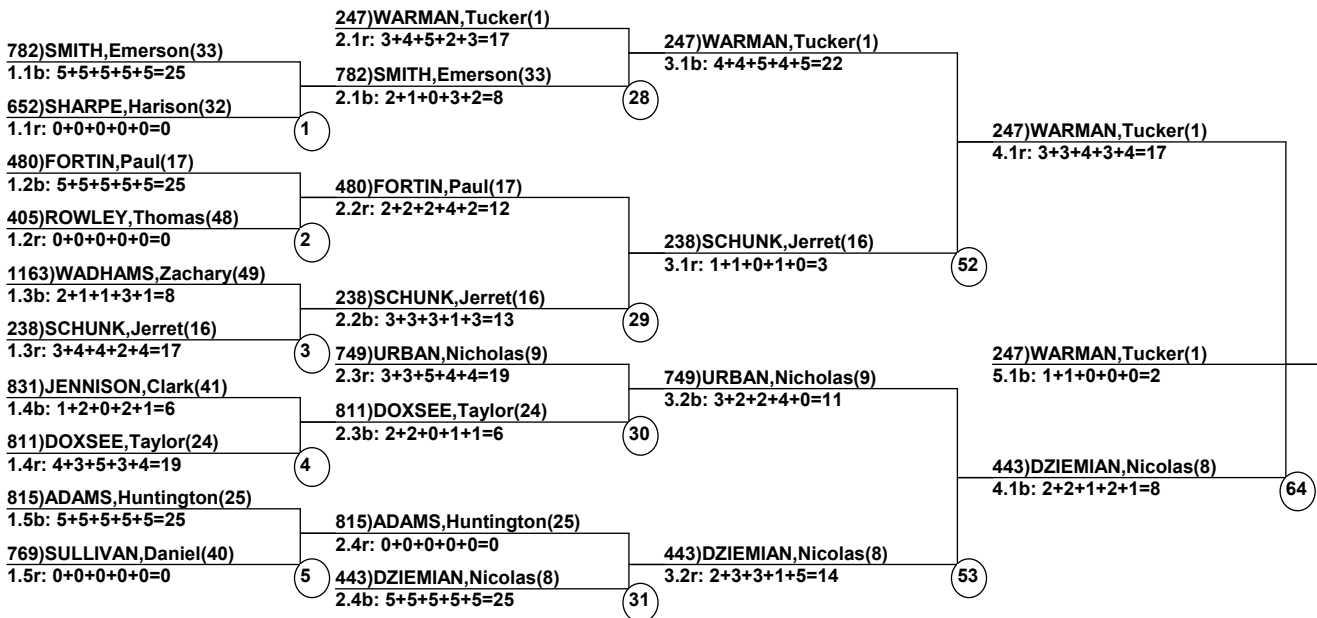 782)SMITH,Emerson(33)
1.1b: 5+5+5+5+5=25
652)SHARPE,Harison(32)
1.1r: 0+0+0+0+0=0
1
480)FORTIN,Paul(17)
1.2b: 5+5+5+5+5=25
405)ROWLEY,Thomas(48)
1.2r: 0+0+0+0+0=0
2
1163)WADHAMS,Zachary(49)
1.3b: 2+1+1+3+1=8
238)SCHUNK,Jerret(16)
1.3r: 3+4+4+2+4=17
3
831)JENNISON,Clark(41)
1.4b: 1+2+0+2+1=6
811)DOXSEE,Taylor(24)
1.4r: 4+3+5+3+4=19
4
815)ADAMS,Huntington(25)
1.5b: 5+5+5+5+5=25
769)SULLIVAN,Daniel(40)
1.5r: 0+0+0+0+0=0
5
247)WARMAN,Tucker(1)
2.1r: 3+4+5+2+3=17
782)SMITH,Emerson(33)
2.1b: 2+1+0+3+2=8
28
480)FORTIN,Paul(17)
2.2r: 2+2+2+4+2=12
238)SCHUNK,Jerret(16)
2.2b: 3+3+3+1+3=13
29
749)URBAN,Nicholas(9)
2.3r: 3+3+5+4+4=19
811)DOXSEE,Taylor(24)
2.3b: 2+2+0+1+1=6
30
815)ADAMS,Huntington(25)
2.4r: 0+0+0+0+0=0
443)DZIEMIAN,Nicolas(8)
2.4b: 5+5+5+5+5=25
31
247)WARMAN,Tucker(1)
3.1b: 4+4+5+4+5=22
238)SCHUNK,Jerret(16)
3.1r: 1+1+0+1+0=3
52
749)URBAN,Nicholas(9)
3.2b: 3+2+2+4+0=11
443)DZIEMIAN,Nicolas(8)
3.2r: 2+3+3+1+5=14
53
247)WARMAN,Tucker(1)
4.1r: 3+3+4+3+4=17
247)WARMAN,Tucker(1)
5.1b: 1+1+0+0+0=2
443)DZIEMIAN,Nicolas(8)
4.1b: 2+2+1+2+1=8
64